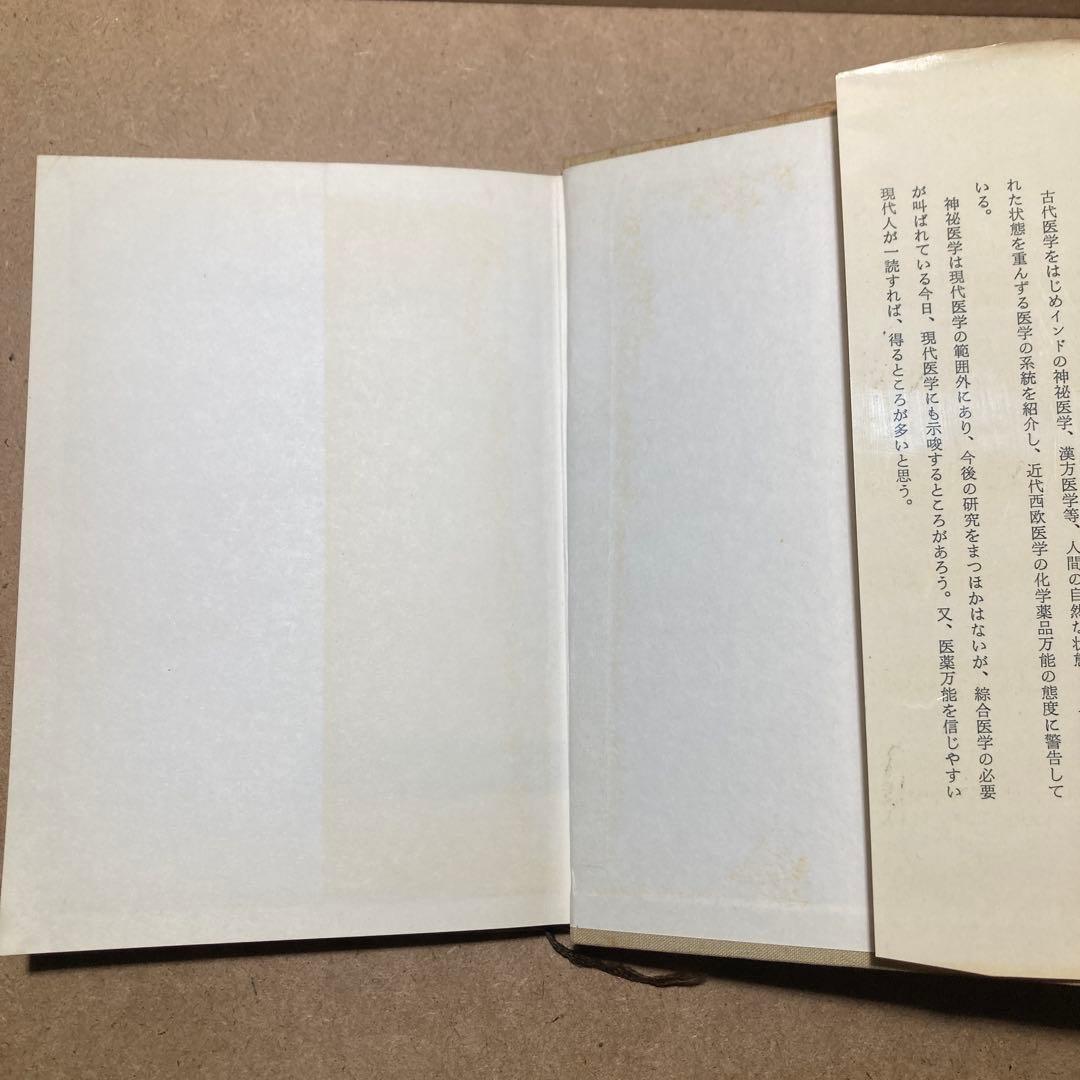 古代医学をはじめインドの神祕医学、漢方医学等、人間の自然な状態
れた状態を重んずる医学の系統を紹介し、近代西欧医学の化学薬品万能の態度に警告して
いる。
神祕医学は現代医学の範囲外にあり、今後の研究をまつほかはないが、綜合医学の必要
が叫ばれている今日、現代医学にも示唆するところがあろう。又、医薬万能を信じやすい
現代人が一読すれば、得るところが多いと思う。